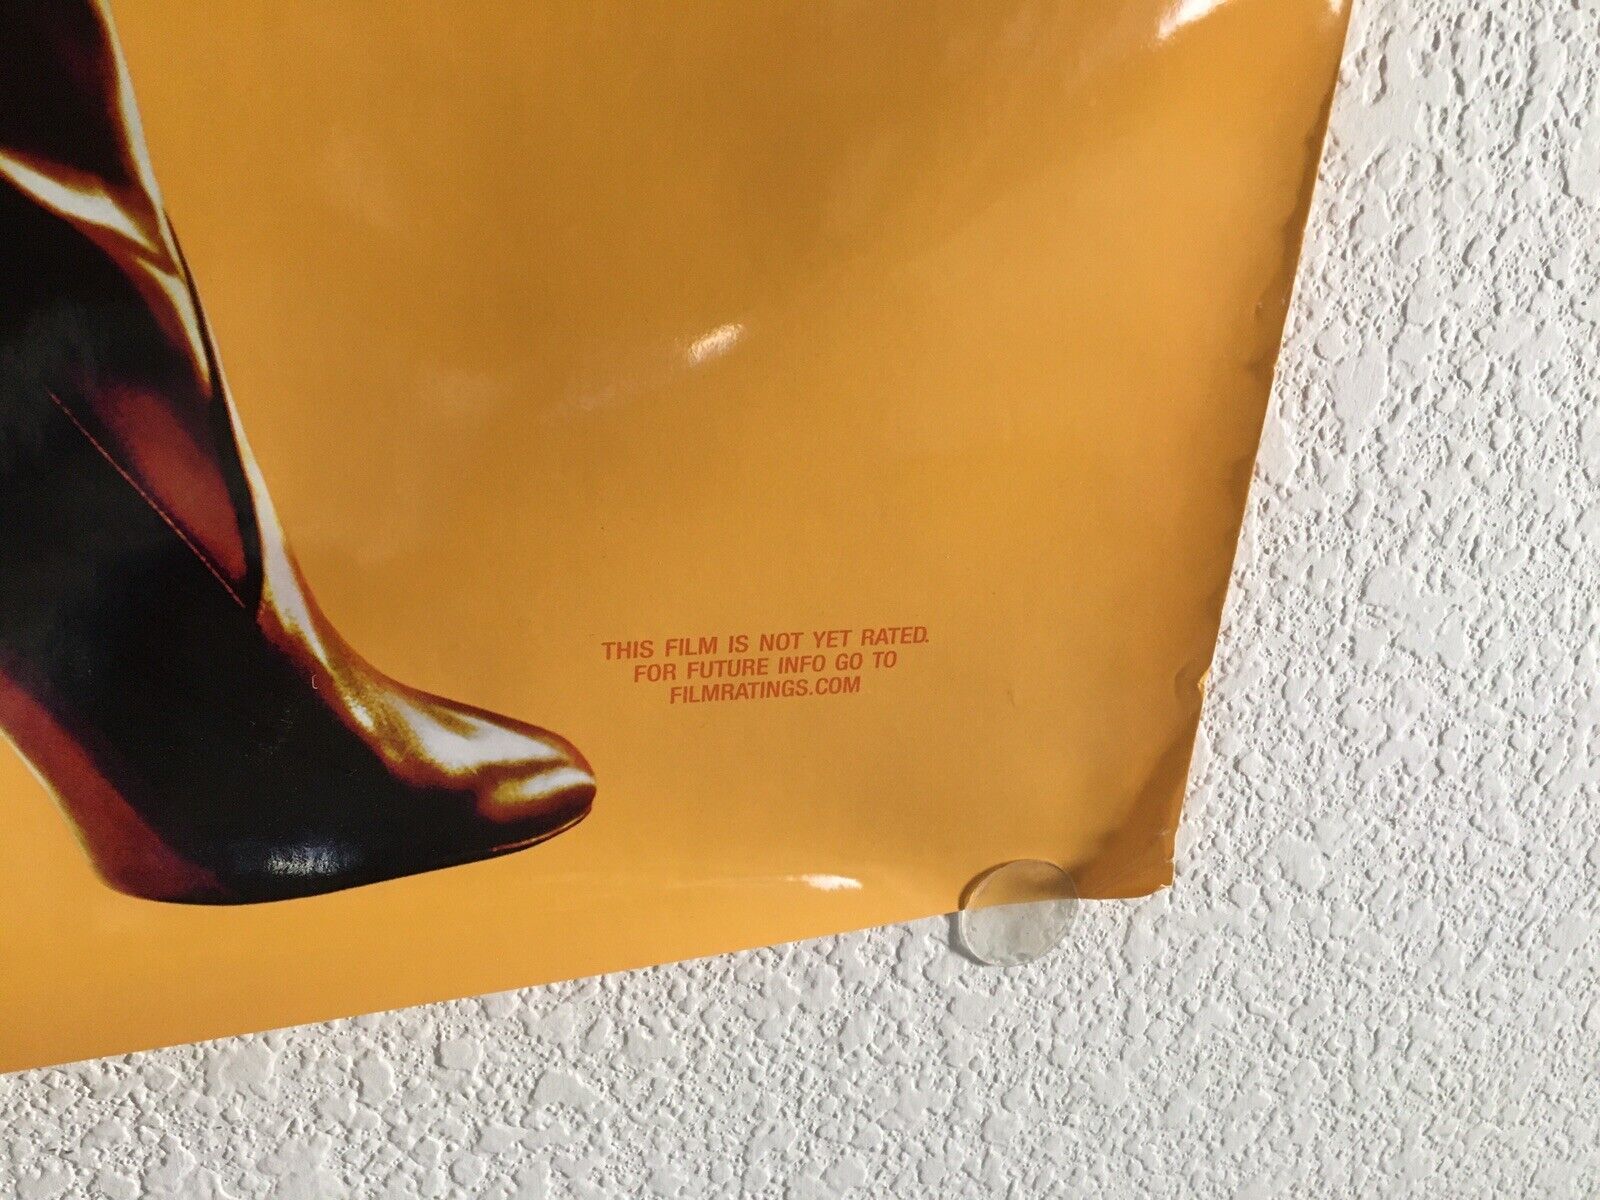 THIS FILM IS NOT YET RATED.
FOR FUTURE INFO GO TO
FILMRATINGS.COM